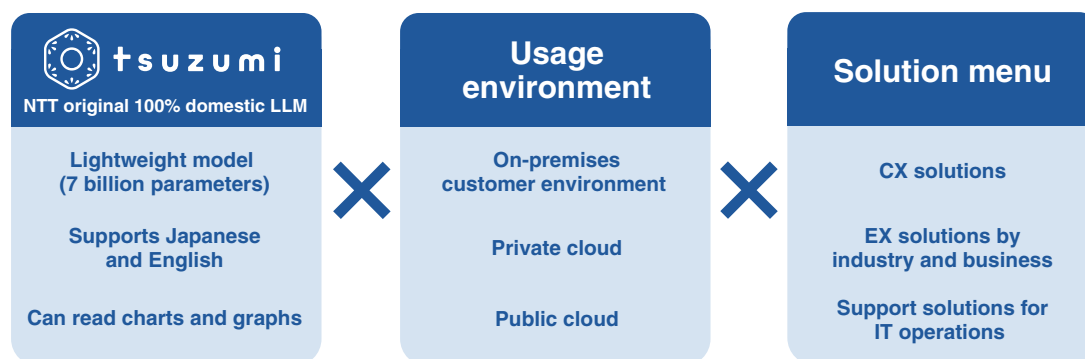 tsuzumi
NTT original 100% domestic LLM
Lightweight model
(7 billion parameters)
Supports Japanese
and English
Can read charts and graphs
Usage
environment
On-premises
customer environment
Private cloud
Public cloud
Solution menu
CX solutions
EX solutions by
industry and business
Support solutions for
IT operations